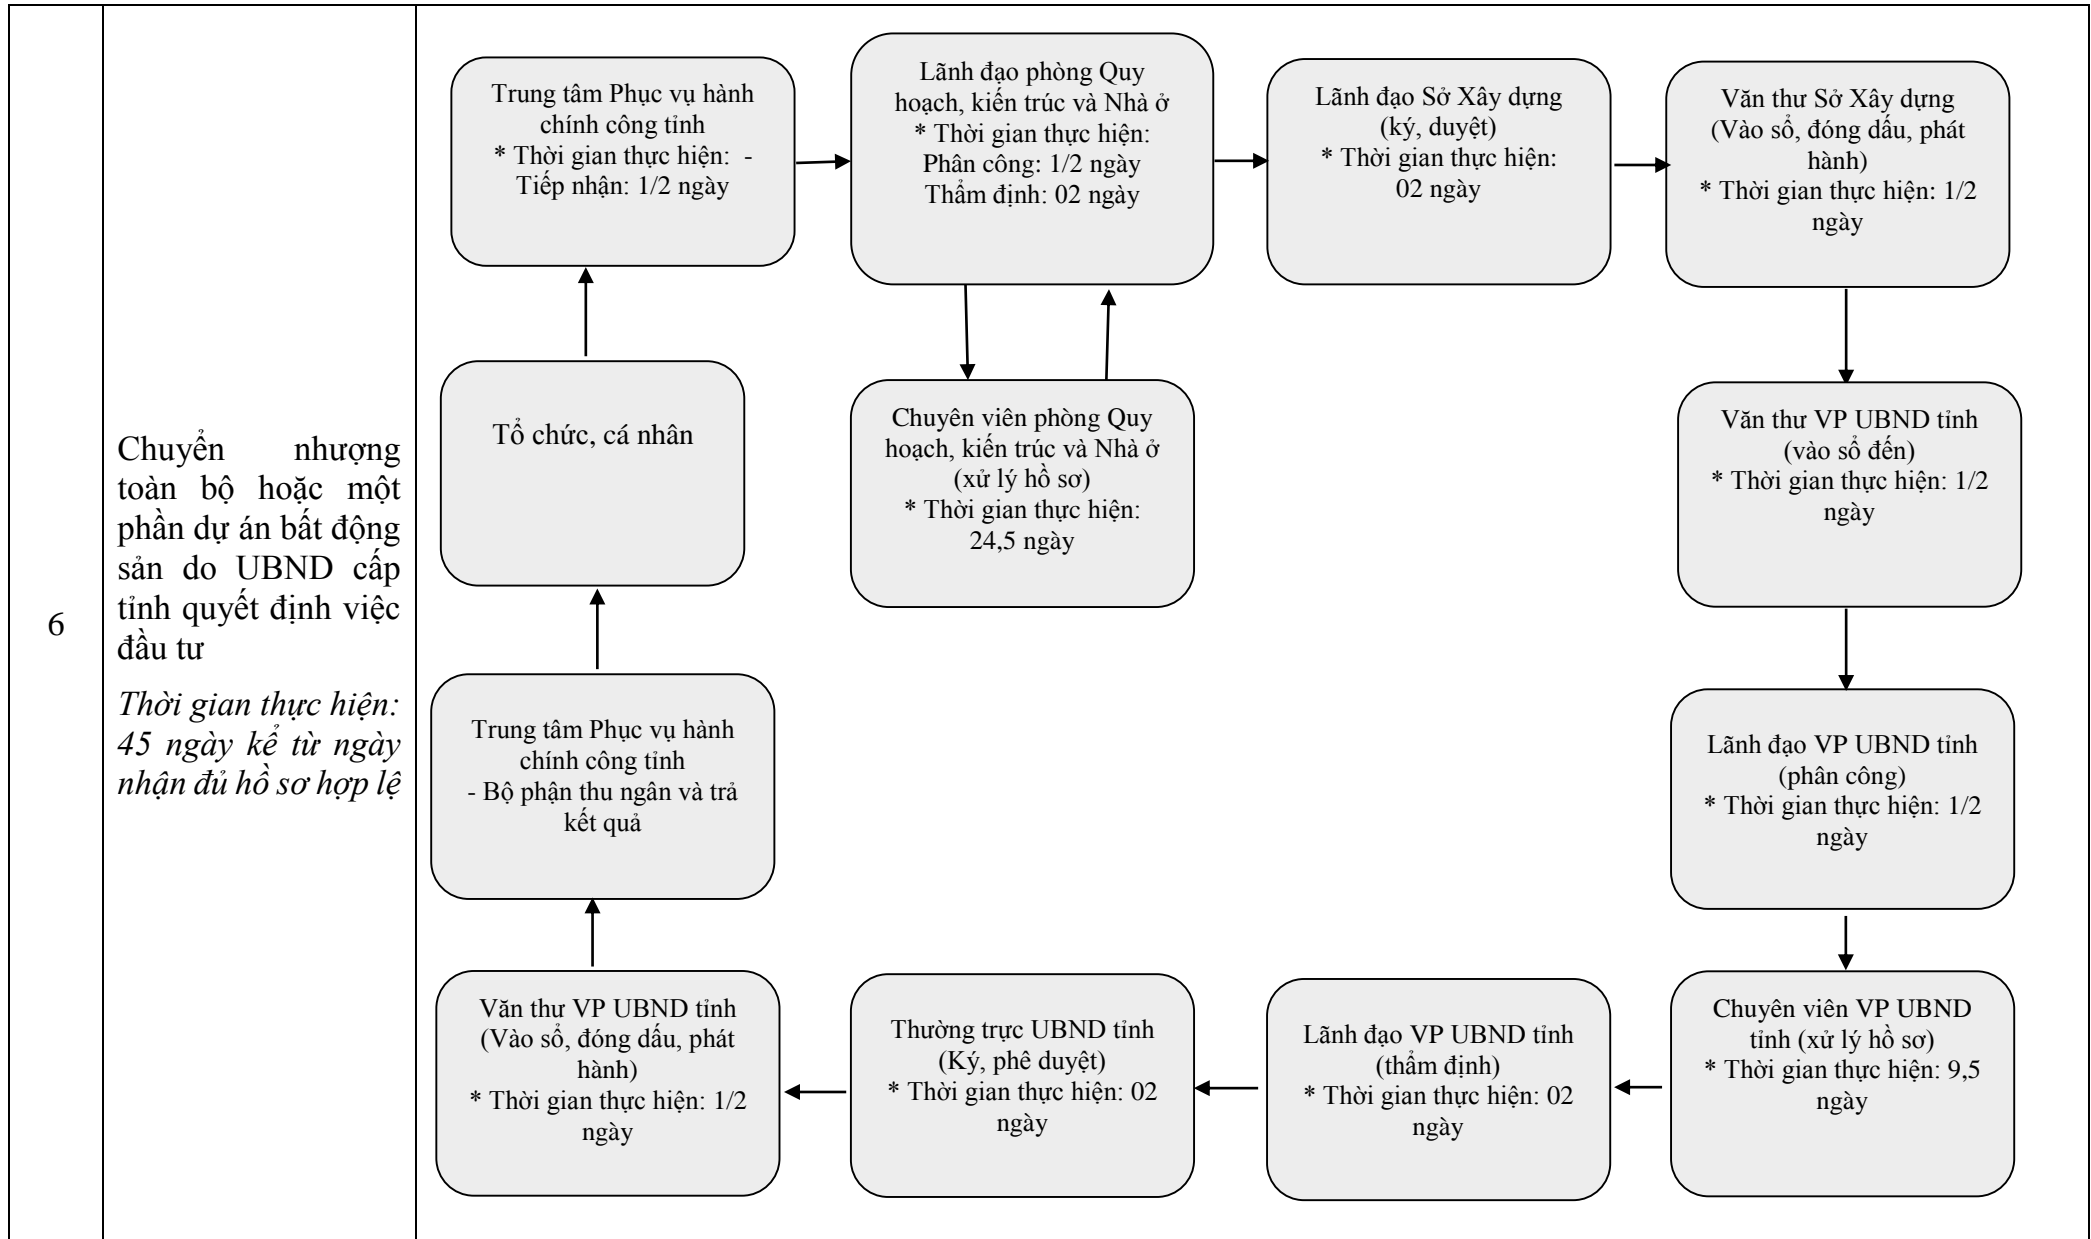 6
Chuyển nhượng
toàn bộ hoặc một
phần dự án bất động
sản do UBND cấp
tỉnh quyết định việc
đầu tư
Thời gian thực hiện:
45 ngày kể từ ngày
nhận đủ hồ sơ hợp lệ
Trung tâm Phục vụ hành
chính công tỉnh
* Thời gian thực hiện: -
Tiếp nhận: 1/2 ngày
Lãnh đạo phòng Quy
hoạch, kiến trúc và Nhà ở
* Thời gian thực hiện:
Phân công: 1/2 ngày
Thẩm định: 02 ngày
Lãnh đạo Sở Xây dựng
(ký, duyệt)
* Thời gian thực hiện:
02 ngày
Văn thư Sở Xây dựng
(Vào sổ, đóng dấu, phát
hành)
* Thời gian thực hiện: 1/2
ngày
Tổ chức, cá nhân
Chuyên viên phòng Quy
hoạch, kiến trúc và Nhà ở
(xử lý hồ sơ)
* Thời gian thực hiện:
24,5 ngày
Văn thư VP UBND tỉnh
(vào sổ đến)
* Thời gian thực hiện: 1/2
ngày
Trung tâm Phục vụ hành
chính công tỉnh
- Bộ phận thu ngân và trả
kết quả
Lãnh đạo VP UBND tỉnh
(phân công)
* Thời gian thực hiện: 1/2
ngày
Văn thư VP UBND tỉnh
(Vào sổ, đóng dấu, phát
hành)
* Thời gian thực hiện: 1/2
ngày
Thường trực UBND tỉnh
(Ký, phê duyệt)
* Thời gian thực hiện: 02
ngày
Lãnh đạo VP UBND tỉnh
(thẩm định)
* Thời gian thực hiện: 02
ngày
Chuyên viên VP UBND
tỉnh (xử lý hồ sơ)
* Thời gian thực hiện: 9,5
ngày